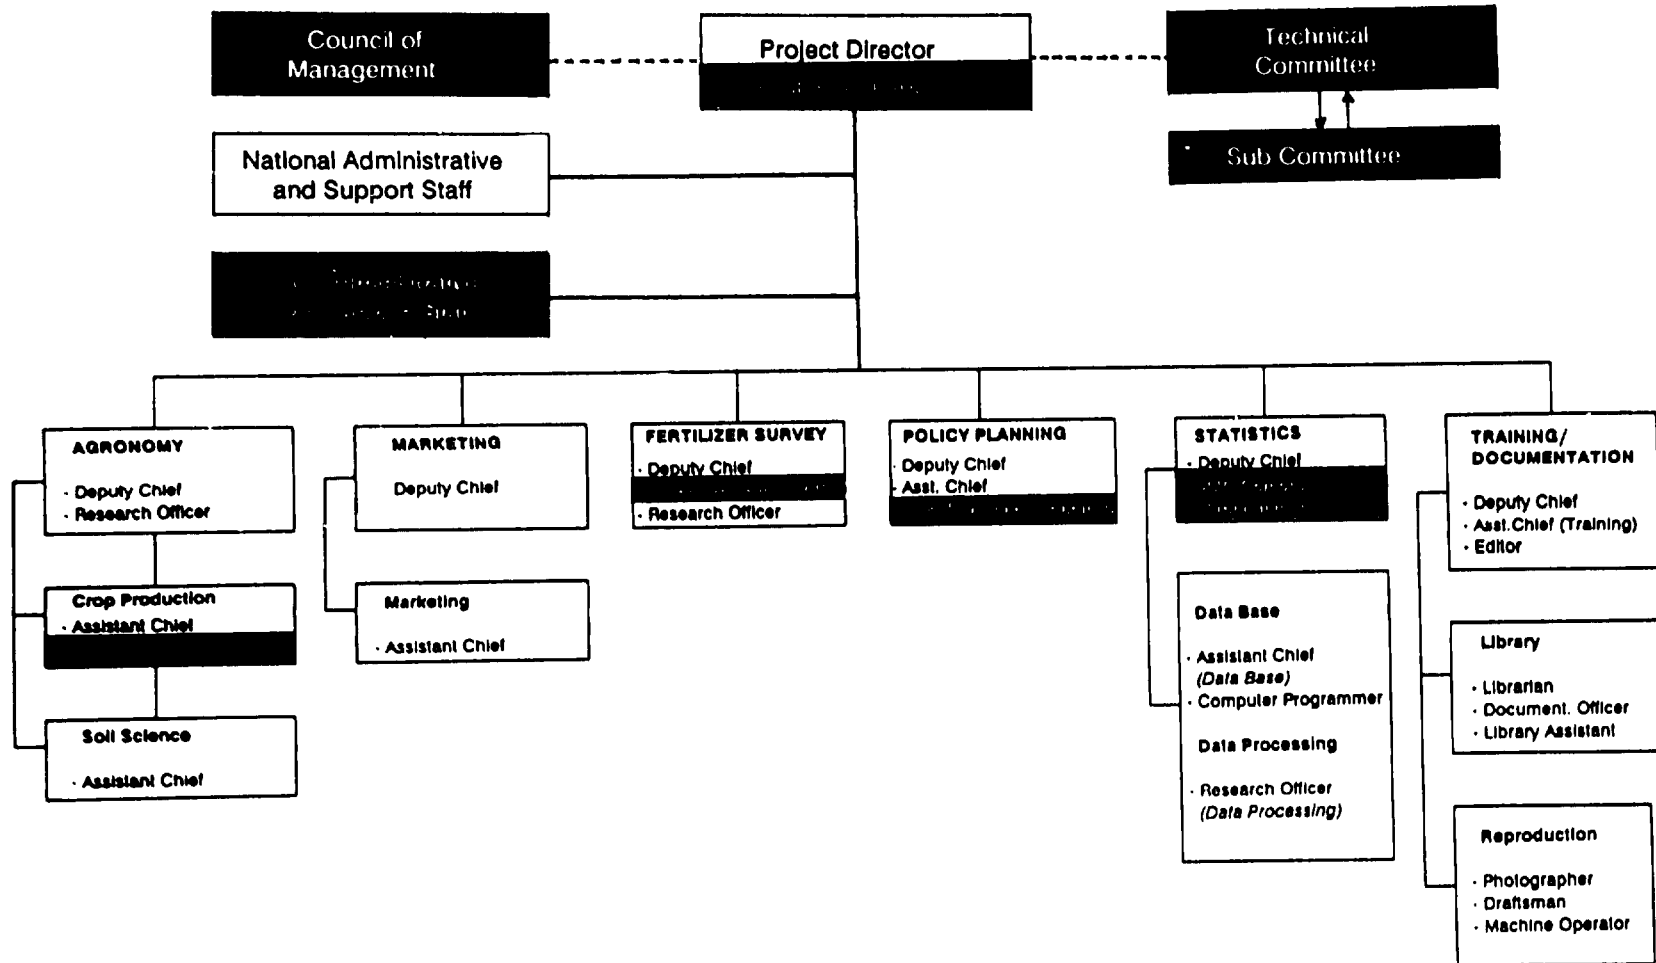 Council of
Management
Project Director
Technical
Committee
Sub Committee
National Administrative
and Support Staff
AGRONOMY
· Deputy Chief
· Research Officer
Crop Production
· Assistant Chief
Soil Science
· Assistant Chief
MARKETING
Deputy Chief
Marketing
· Assistant Chief
FERTILIZER SURVEY
· Deputy Chief
· Research Officer
POLICY PLANNING
· Deputy Chief
· Asst. Chief
STATISTICS
· Deputy Chief
Data Base
· Assistant Chief
(Data Base)
· Computer Programmer
Data Processing
· Research Officer
(Data Processing)
TRAINING/
DOCUMENTATION
· Deputy Chief
· Asst.Chief (Training)
· Editor
Library
· Librarian
· Document. Officer
· Library Assistant
Reproduction
· Photographer
· Draftsman
· Machine Operator